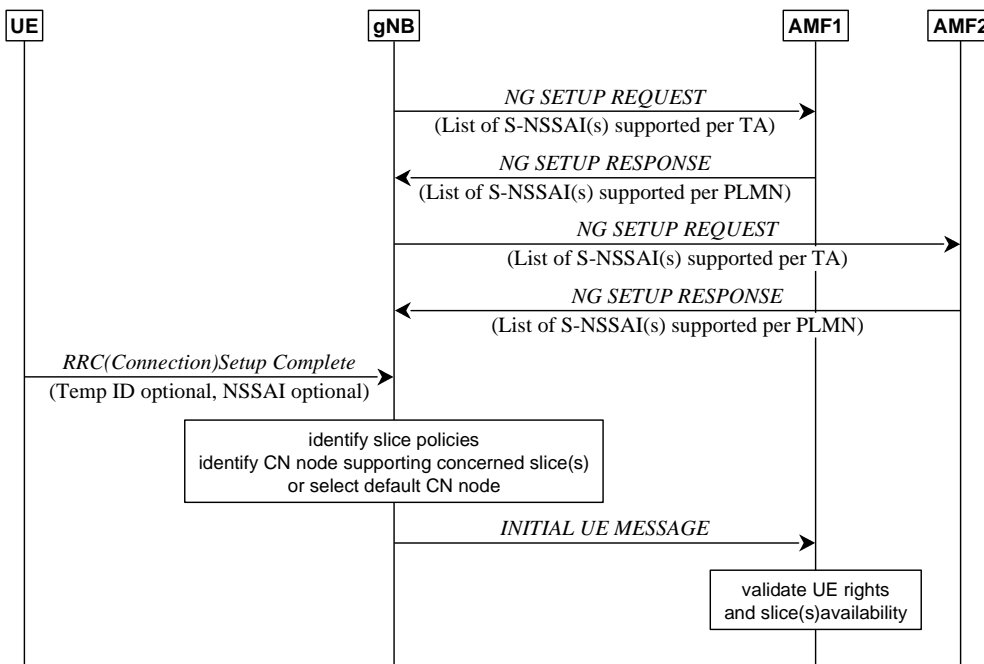 UE gNB AMF1 AMF2
NG SETUP REQUEST
(List of S-NSSAI(s) supported per TA)
NG SETUP RESPONSE
(List of S-NSSAI(s) supported per PLMN)
NG SETUP REQUEST
(List of S-NSSAI(s) supported per TA)
NG SETUP RESPONSE
(List of S-NSSAI(s) supported per PLMN)
RRC(Connection)Setup Complete
(Temp ID optional, NSSAI optional)
identify slice policies
identify CN node supporting concerned slice(s)
or select default CN node
INITIAL UE MESSAGE
validate UE rights
and slice(s)availability